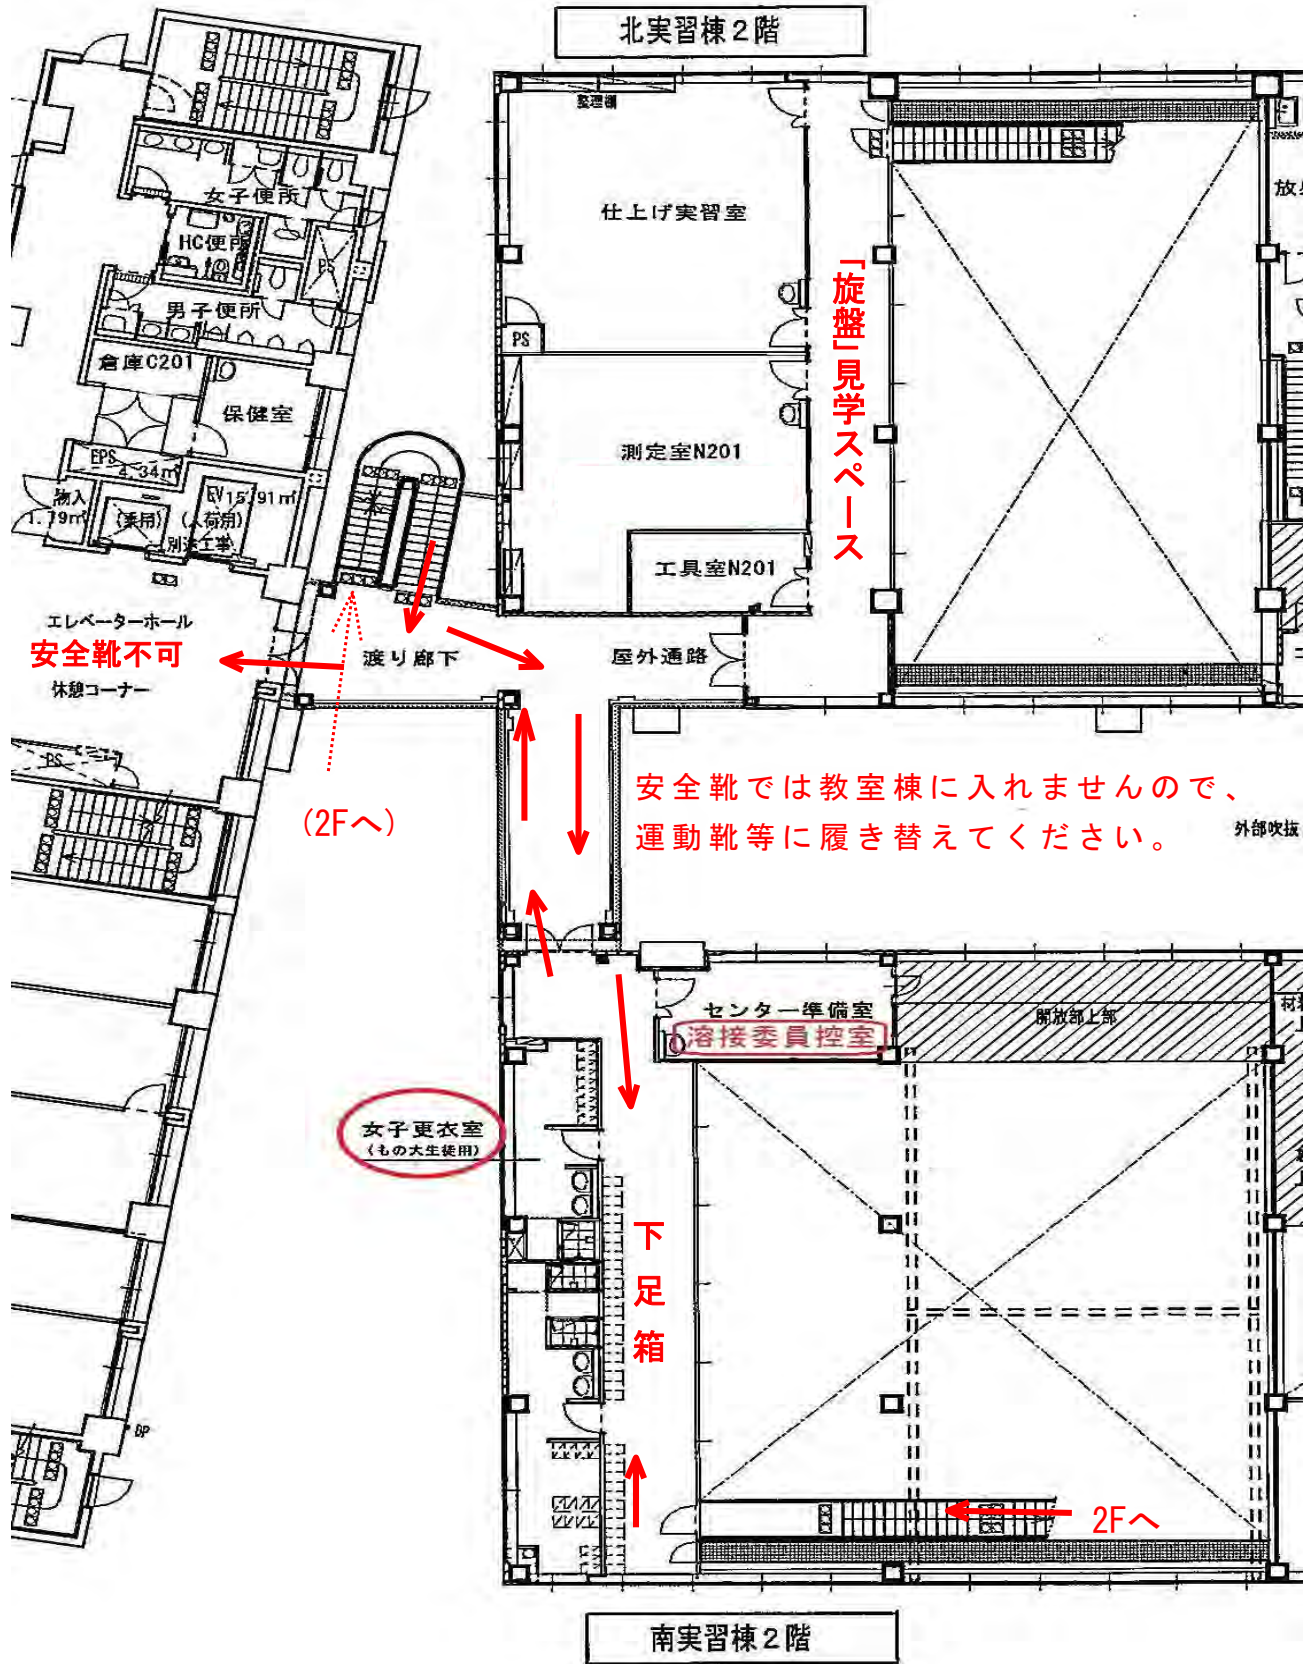 北実習棟２階
整理棚
女子便所
HC便所
PS
男子便所
倉庫C201
保健室
EPS
4.34㎡
物入
1.79㎡
(乗用)
EV15.91㎡
(人荷用)
別途工事
エレベーターホール
安全靴不可
休憩コーナー
PS
仕上げ実習室
PS
測定室N201
工具室N201
「旋盤」見学スペース
渡り廊下
屋外通路
(2Fへ)
安全靴では教室棟に入れませんので、
運動靴等に履き替えてください。
外部吹抜
センター準備室
溶接委員控室
開放部上部
女子更衣室
(もの大生徒用)
下足箱
DP
2Fへ
南実習棟２階